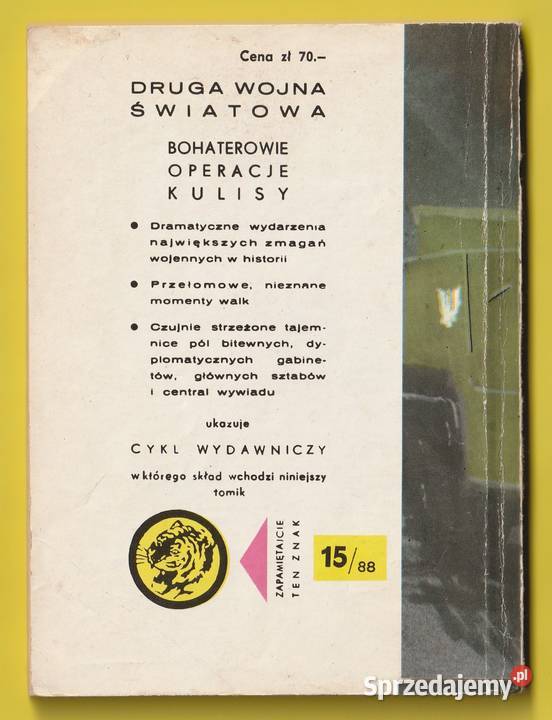 Cena zł 70.—
DRUGA WOJNA
ŚWIATOWA
BOHATEROWIE
OPERACJE
KULISY
● Dramatyczne wydarzenia
największych zmagań
wojennych w historii
● Przełomowe, nieznane
momenty walk
● Czujnie strzeżone tajem-
nice pól bitewnych, dy-
plomatycznych gabine-
tów, głównych sztabów
i central wywiadu
ukazuje
CYKL WYDAWNICZY
w którego skład wchodzi niniejszy
tomik
ZAPAMIĘTAJCIE
TEN ZNAK
15/88
Sprzedajemy.pl